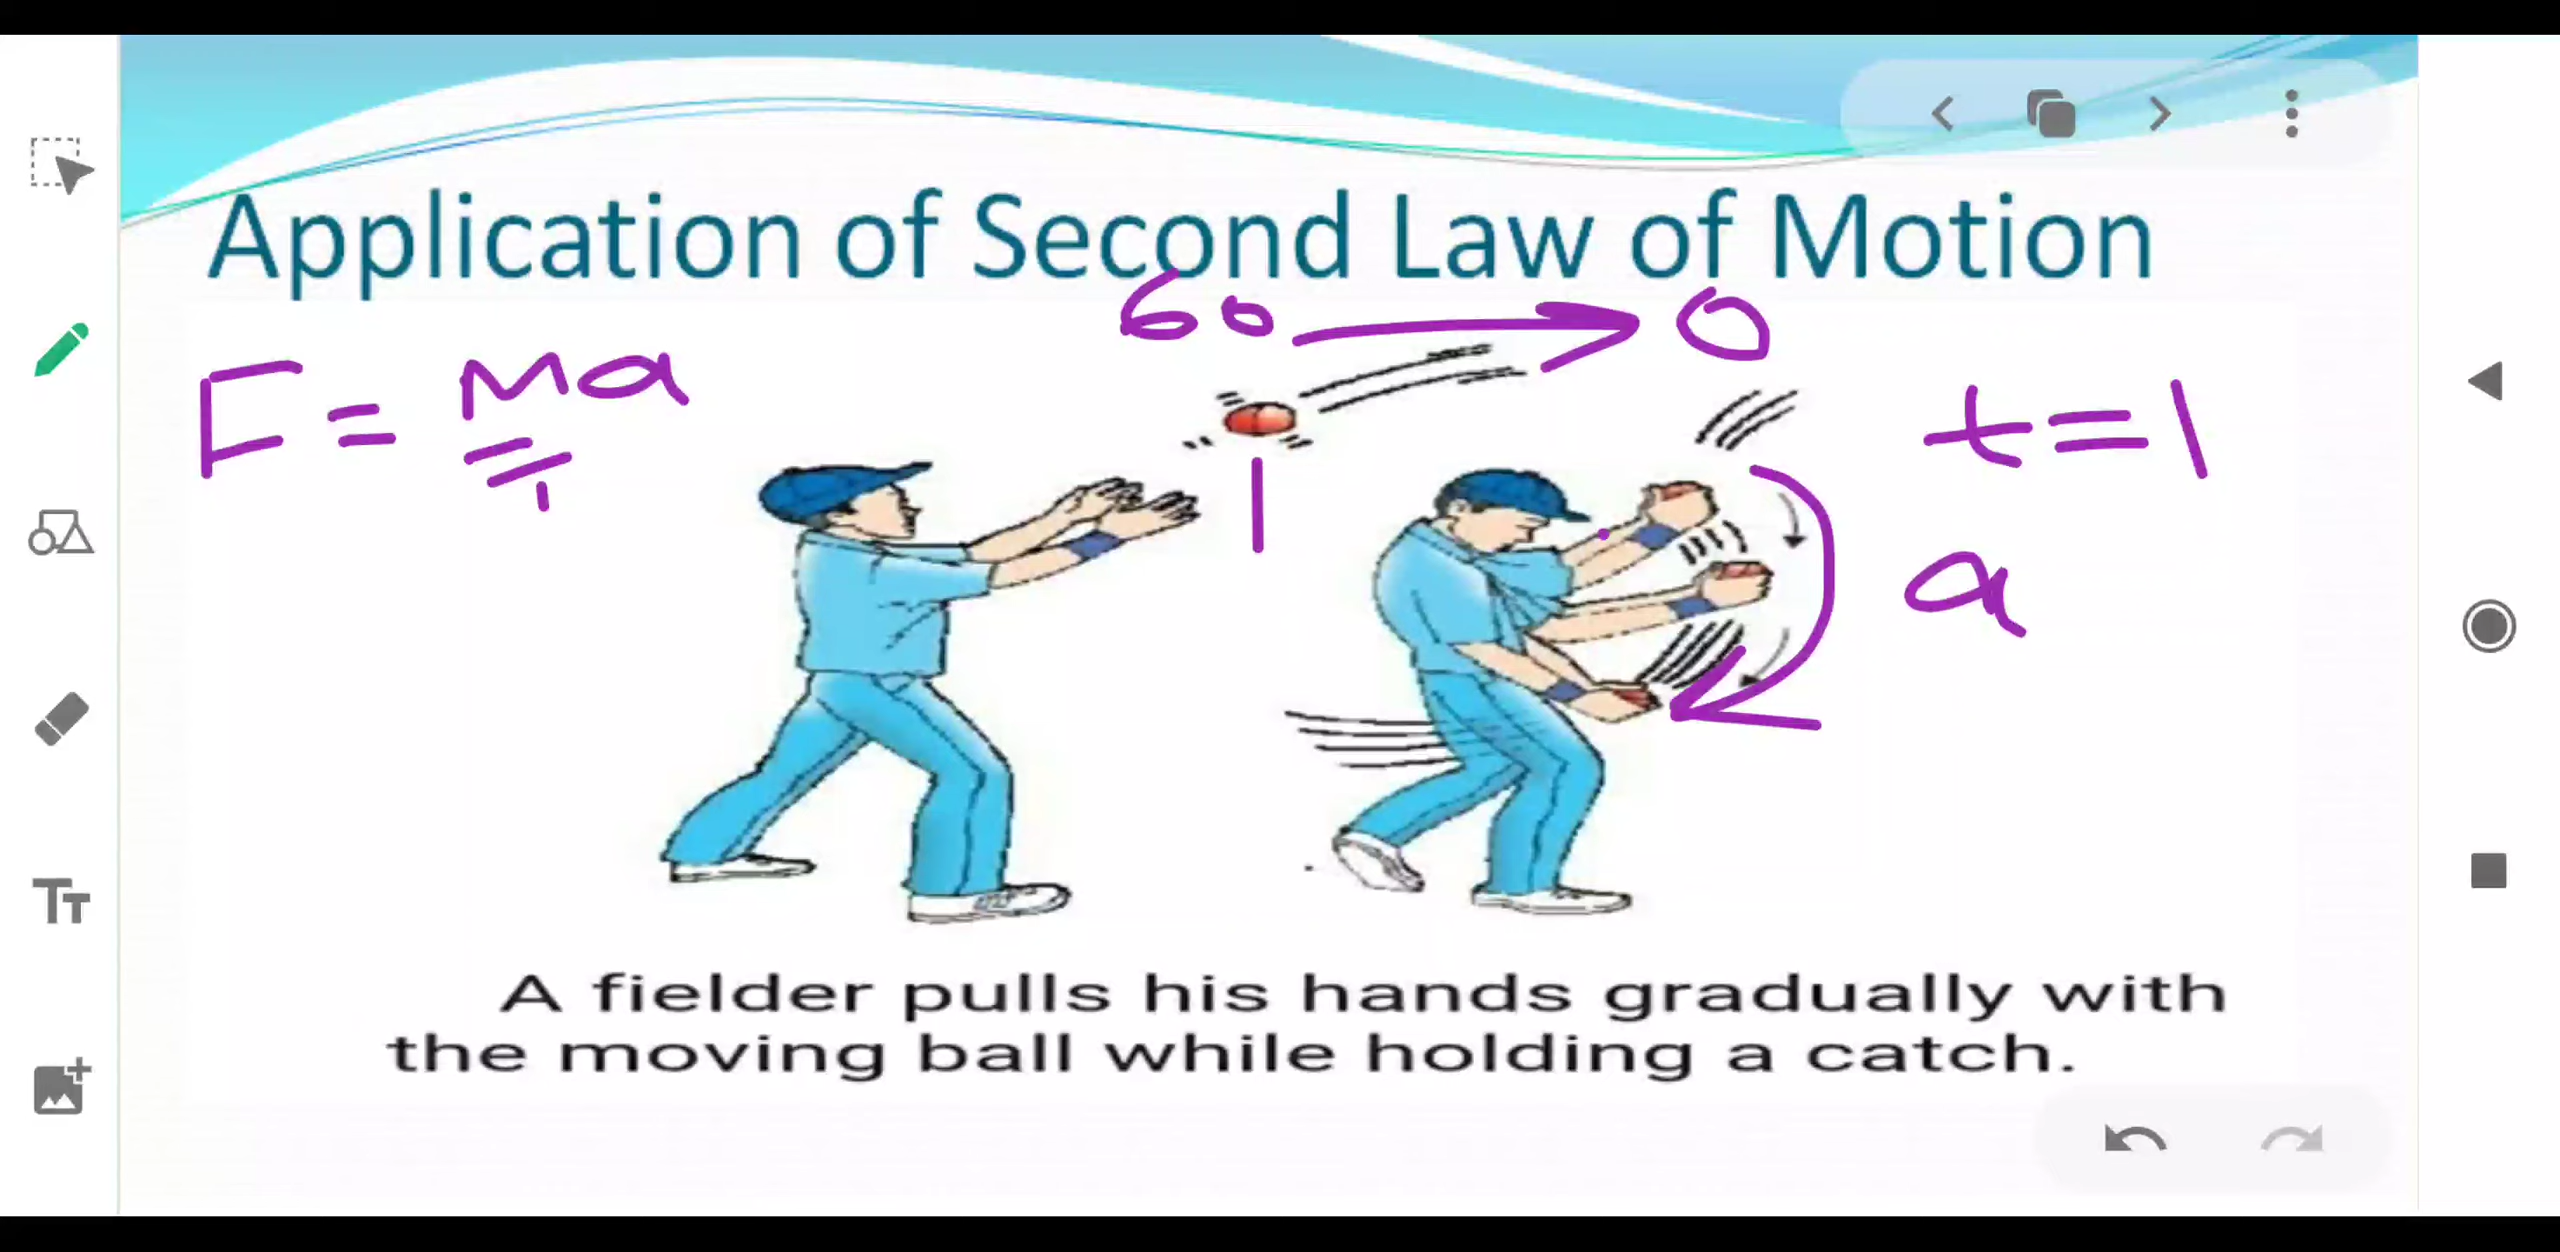 Application of Second Law of Motion
60 → 0
F = ma
t = 1
a
A fielder pulls his hands gradually with
the moving ball while holding a catch.
TT